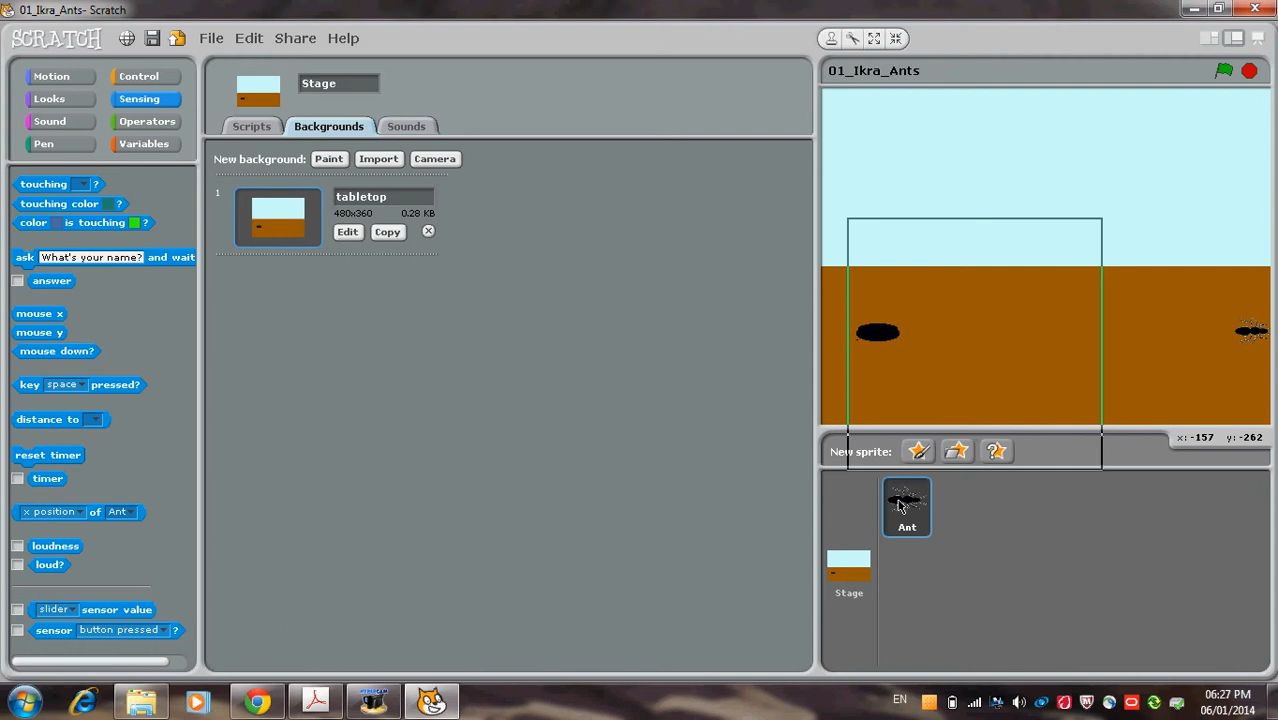 01_Ikra_Ants- Scratch
SCRATCH File Edit Share Help
Motion Control
Looks Sensing
Sound Operators
Pen Variables
touching ?
touching color ?
color is touching ?
ask What's your name? and wait
answer
mouse x
mouse y
mouse down?
key space pressed?
distance to
reset timer
timer
x position of Ant
loudness
loud?
slider sensor value
sensor button pressed ?
Stage
Scripts Backgrounds Sounds
New background: Paint Import Camera
1 tabletop
480x360 0.28 KB
Edit Copy
01_Ikra_Ants
x: -157 y: -262
New sprite:
Ant
Stage
EN
06:27 PM
06/01/2014